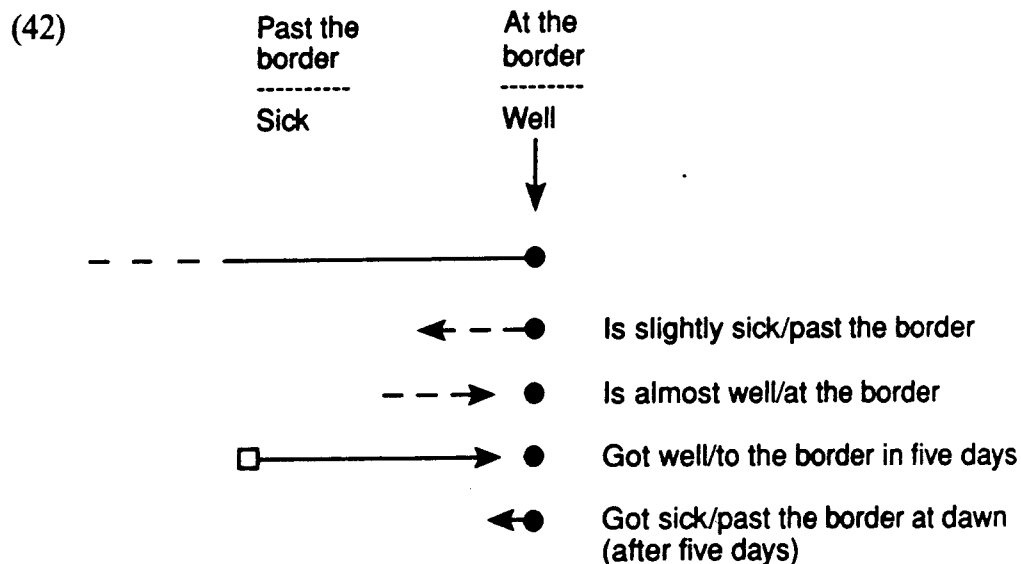 (42)
Past the
border
Sick
At the
border
Well
Is slightly sick/past the border
Is almost well/at the border
Got well/to the border in five days
Got sick/past the border at dawn
(after five days)